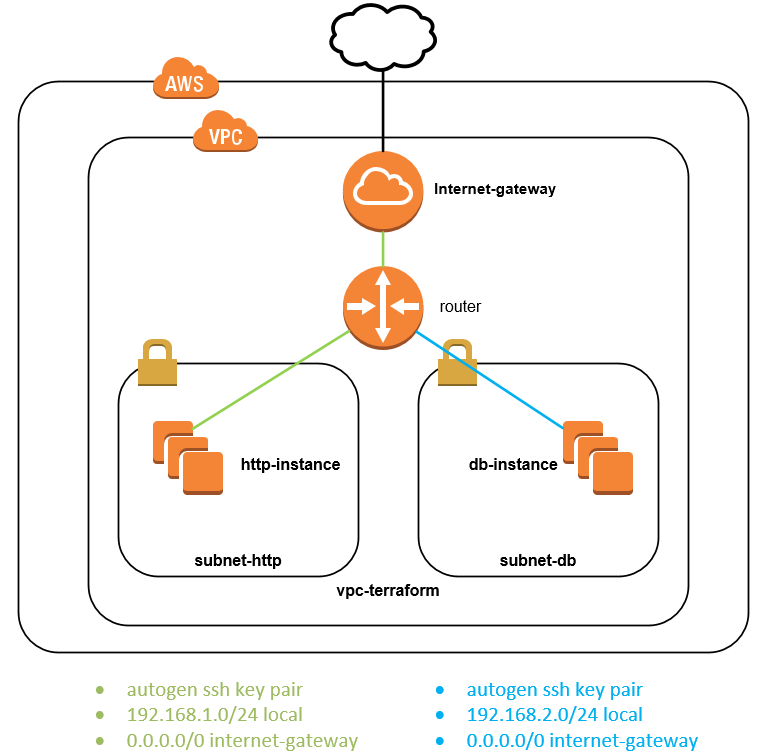 AWS
VPC
Internet-gateway
router
http-instance
db-instance
subnet-http
subnet-db
vpc-terraform
• autogen ssh key pair
• 192.168.1.0/24 local
• 0.0.0.0/0 internet-gateway
• autogen ssh key pair
• 192.168.2.0/24 local
• 0.0.0.0/0 internet-gateway